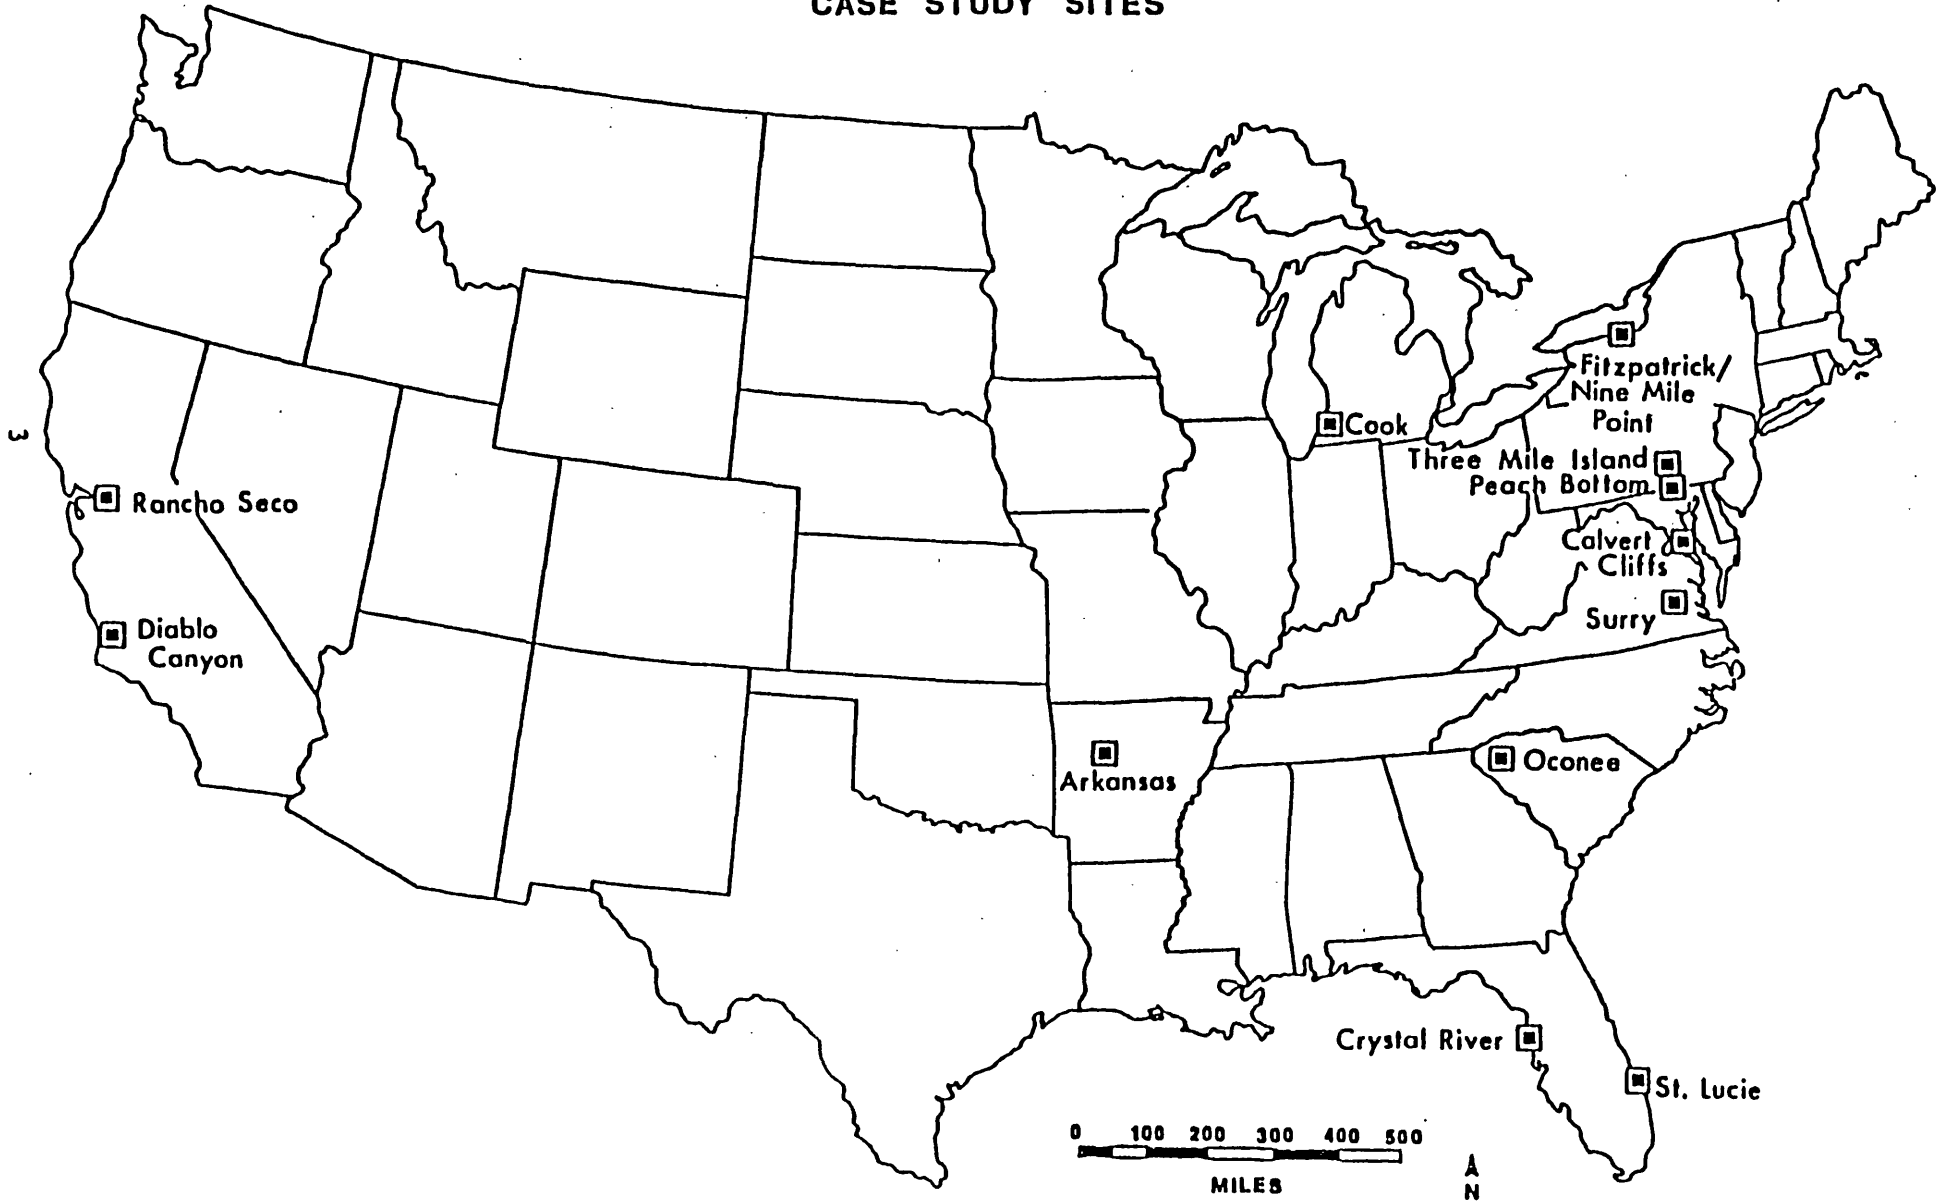 CASE STUDY SITES
Fitzpatrick/
Nine Mile
Point
Cook
Three Mile Island
Peach Bottom
3
Rancho Seco
Calvert
Cliffs
Surry
Diablo
Canyon
Arkansas
Oconee
Crystal River
St. Lucie
0 100 200 300 400 500
MILES
N